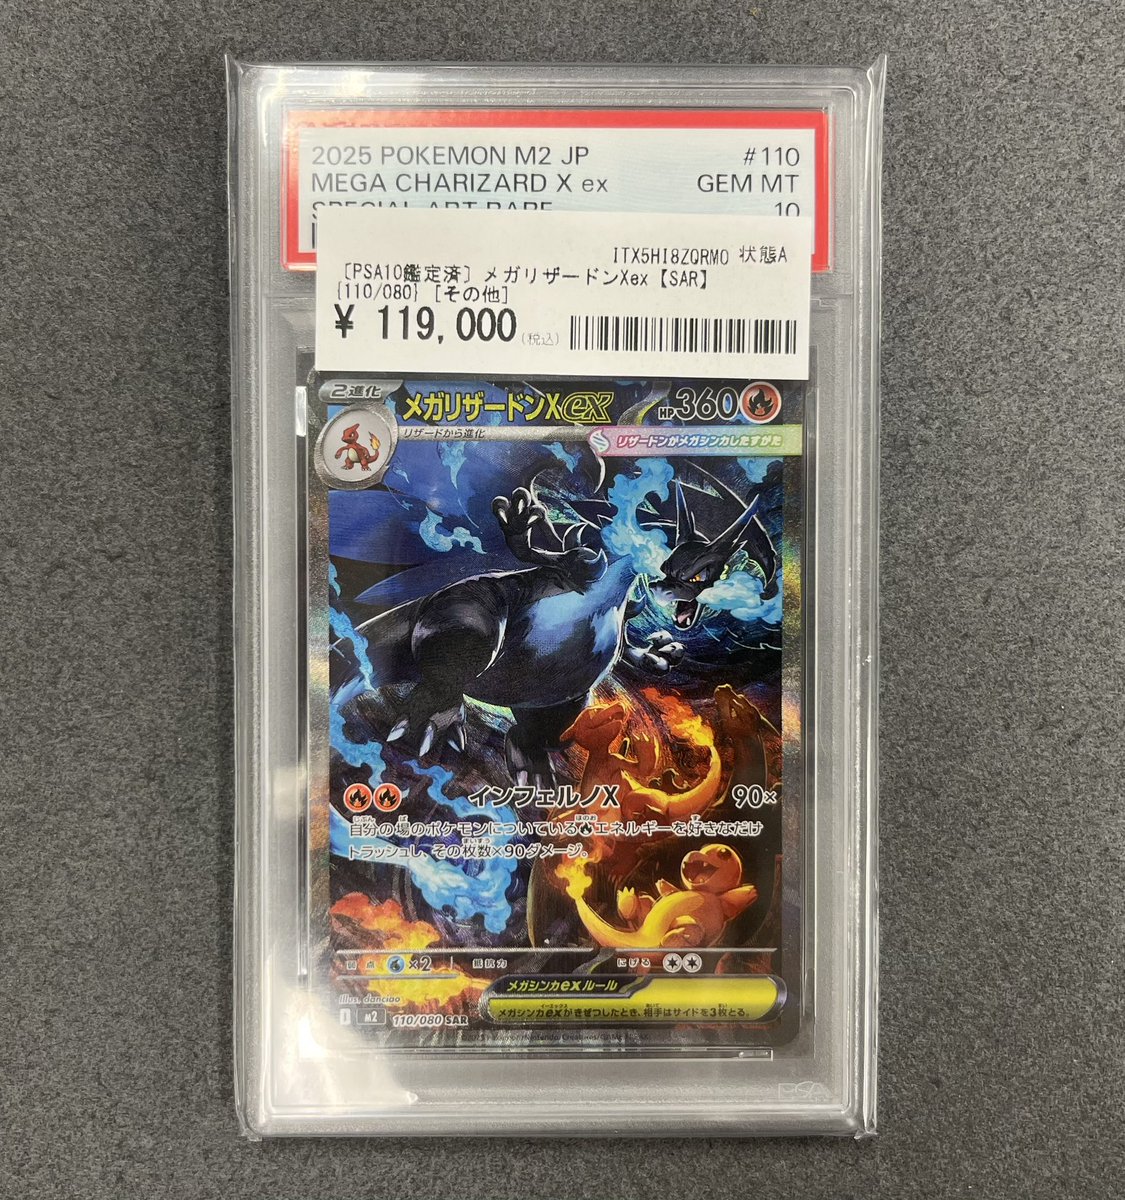 2025 POKEMON M2 JP #110
MEGA CHARIZARD X ex GEM MT
SPECIAL ART RARE 10
ITX5HI8ZQRM0 状態A
[PSA10鑑定済] メガリザードンXex【SAR】
{110/080} [その他]
¥ 119,000 (税込)
2進化
メガリザードンXex HP360
リザードから進化
リザードンがメガシンカしたすがた
インフェルノX 90×
自分の場のポケモンについているエネルギーを好きなだけ
トラッシュし、その枚数×90ダメージ。
弱点 ×2 抵抗力 にげる
メガシンカexルール
メガシンカexがきぜつしたとき、相手はサイドを3枚とる。
Illus. danciao
M2 110/080 SAR
PSA